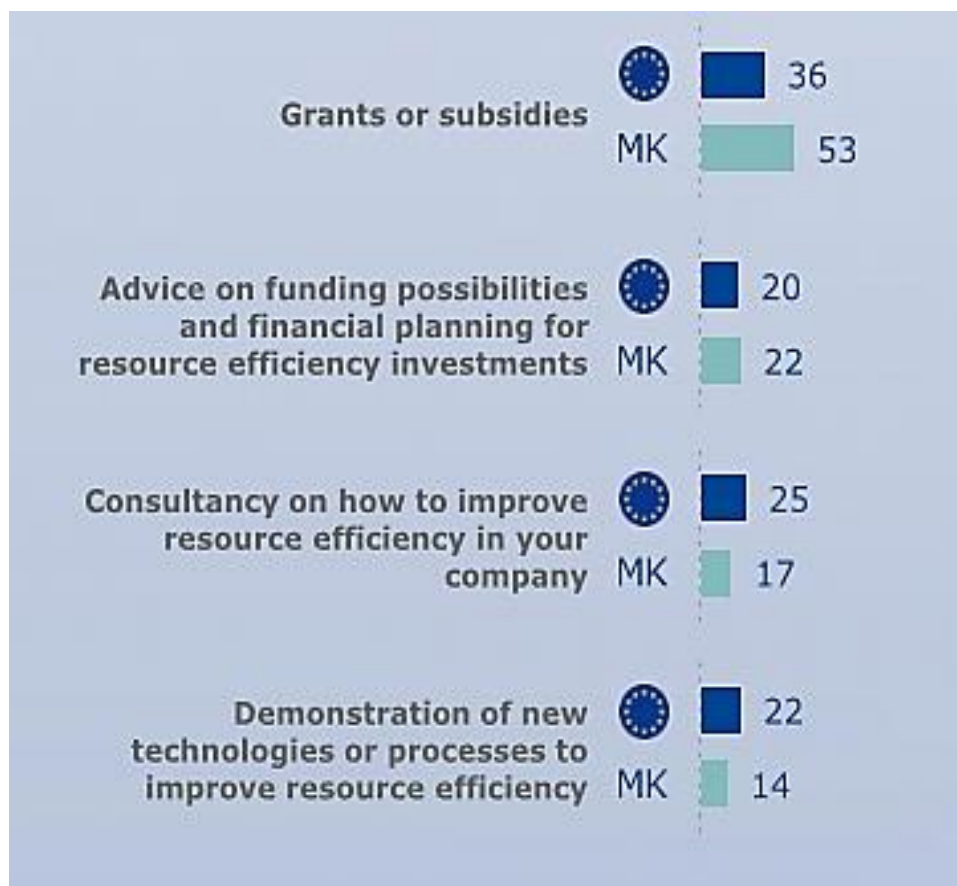 36
Grants or subsidies
MK 53
Advice on funding possibilities
and financial planning for
resource efficiency investments
20
MK 22
Consultancy on how to improve
resource efficiency in your
company
25
MK 17
Demonstration of new
technologies or processes to
improve resource efficiency
22
MK 14